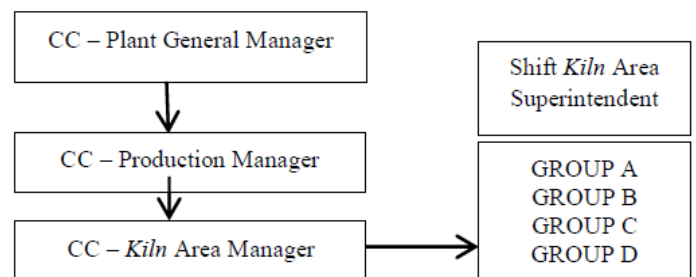 CC – Plant General Manager
CC – Production Manager
CC – Kiln Area Manager
Shift Kiln Area
Superintendent
GROUP A
GROUP B
GROUP C
GROUP D